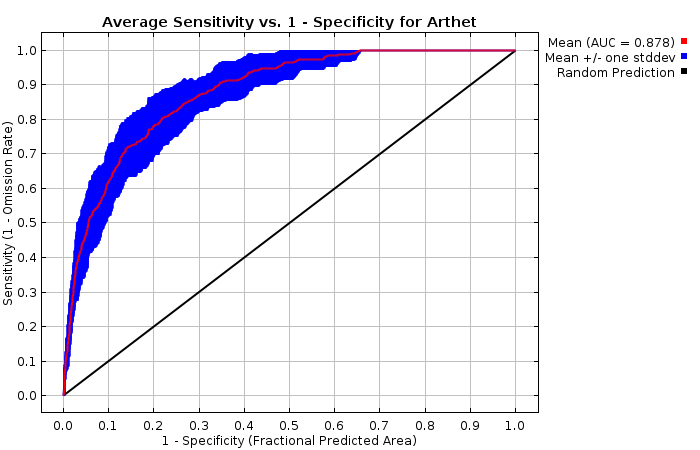 Average Sensitivity vs. 1 - Specificity for Arthet
Mean (AUC = 0.878)
Mean +/- one stddev
Random Prediction
Sensitivity (1 - Omission Rate)
1.0
0.9
0.8
0.7
0.6
0.5
0.4
0.3
0.2
0.1
0.0
0.0 0.1 0.2 0.3 0.4 0.5 0.6 0.7 0.8 0.9 1.0
1 - Specificity (Fractional Predicted Area)